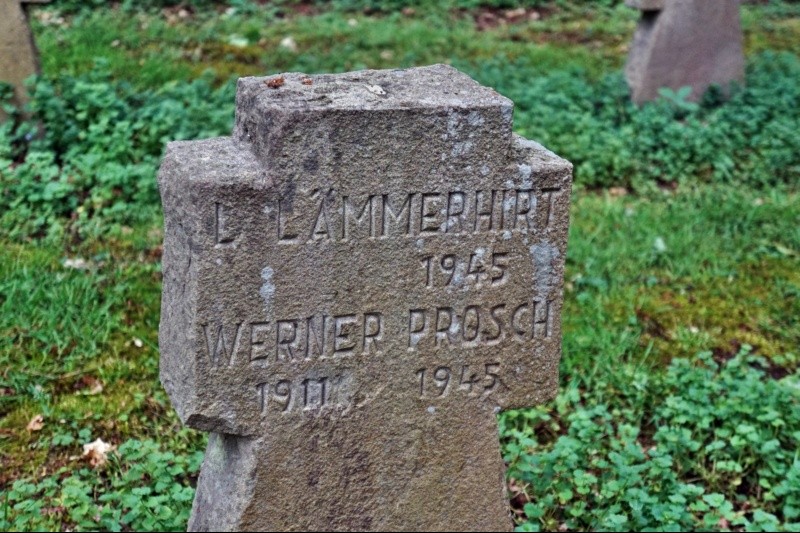 L. LÄMMERHIRT
1945
WERNER PROSCH
1911 1945